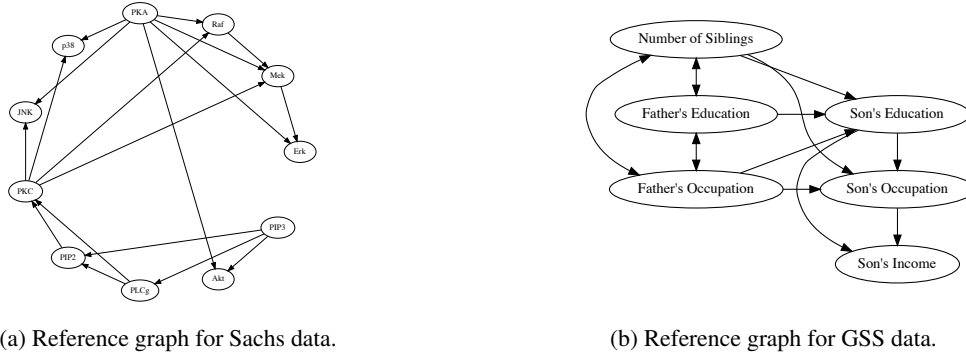 PKA
Raf
p38
Mek
JNK
Erk
PKC
PIP3
PIP2
Akt
PLCg
(a) Reference graph for Sachs data.
Number of Siblings
Father's Education
Son's Education
Father's Occupation
Son's Occupation
Son's Income
(b) Reference graph for GSS data.